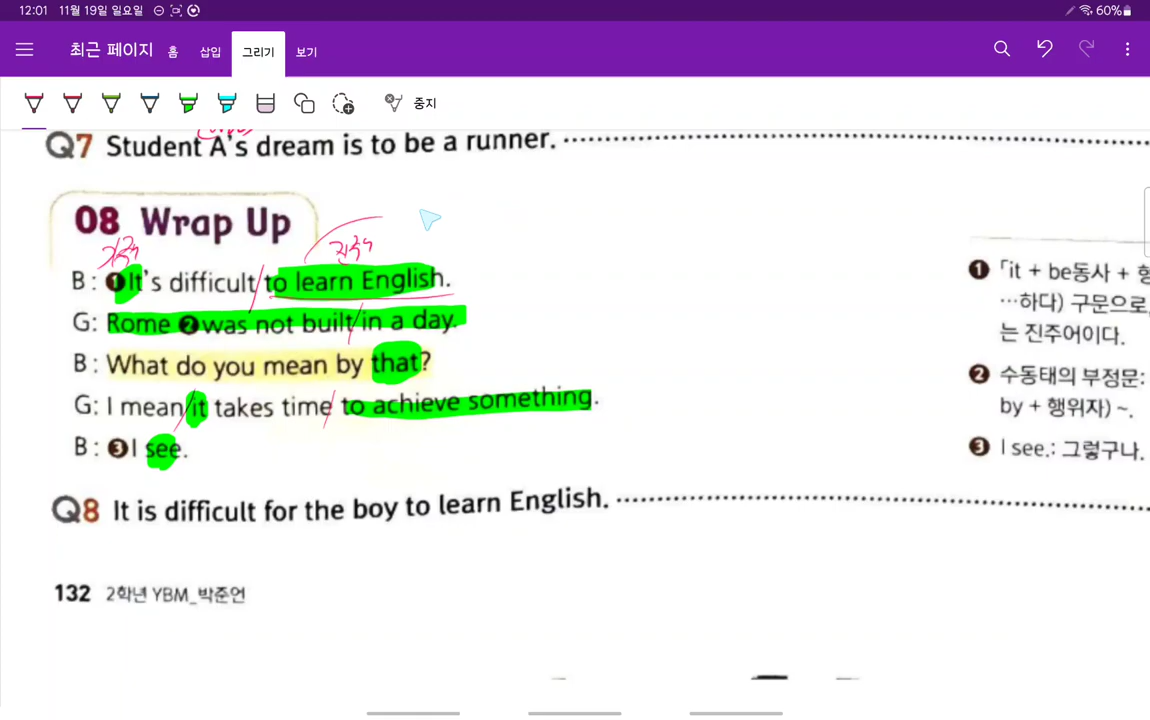 12:01 11월 19일 일요일 60%
최근 페이지 홈 삽입 그리기 보기
중지
Q7 Student A's dream is to be a runner.
08 Wrap Up
가주어
진주어
B: ❶It's difficult to learn English.
G: Rome ❷was not built in a day.
B: What do you mean by that?
G: I mean it takes time to achieve something.
B: ❸I see.
❶ 「it + be동사 + 형
…하다) 구문으로,
는 진주어이다.
❷ 수동태의 부정문:
by + 행위자) ~.
❸ I see.: 그렇구나.
Q8 It is difficult for the boy to learn English.
132 2학년 YBM_박준언